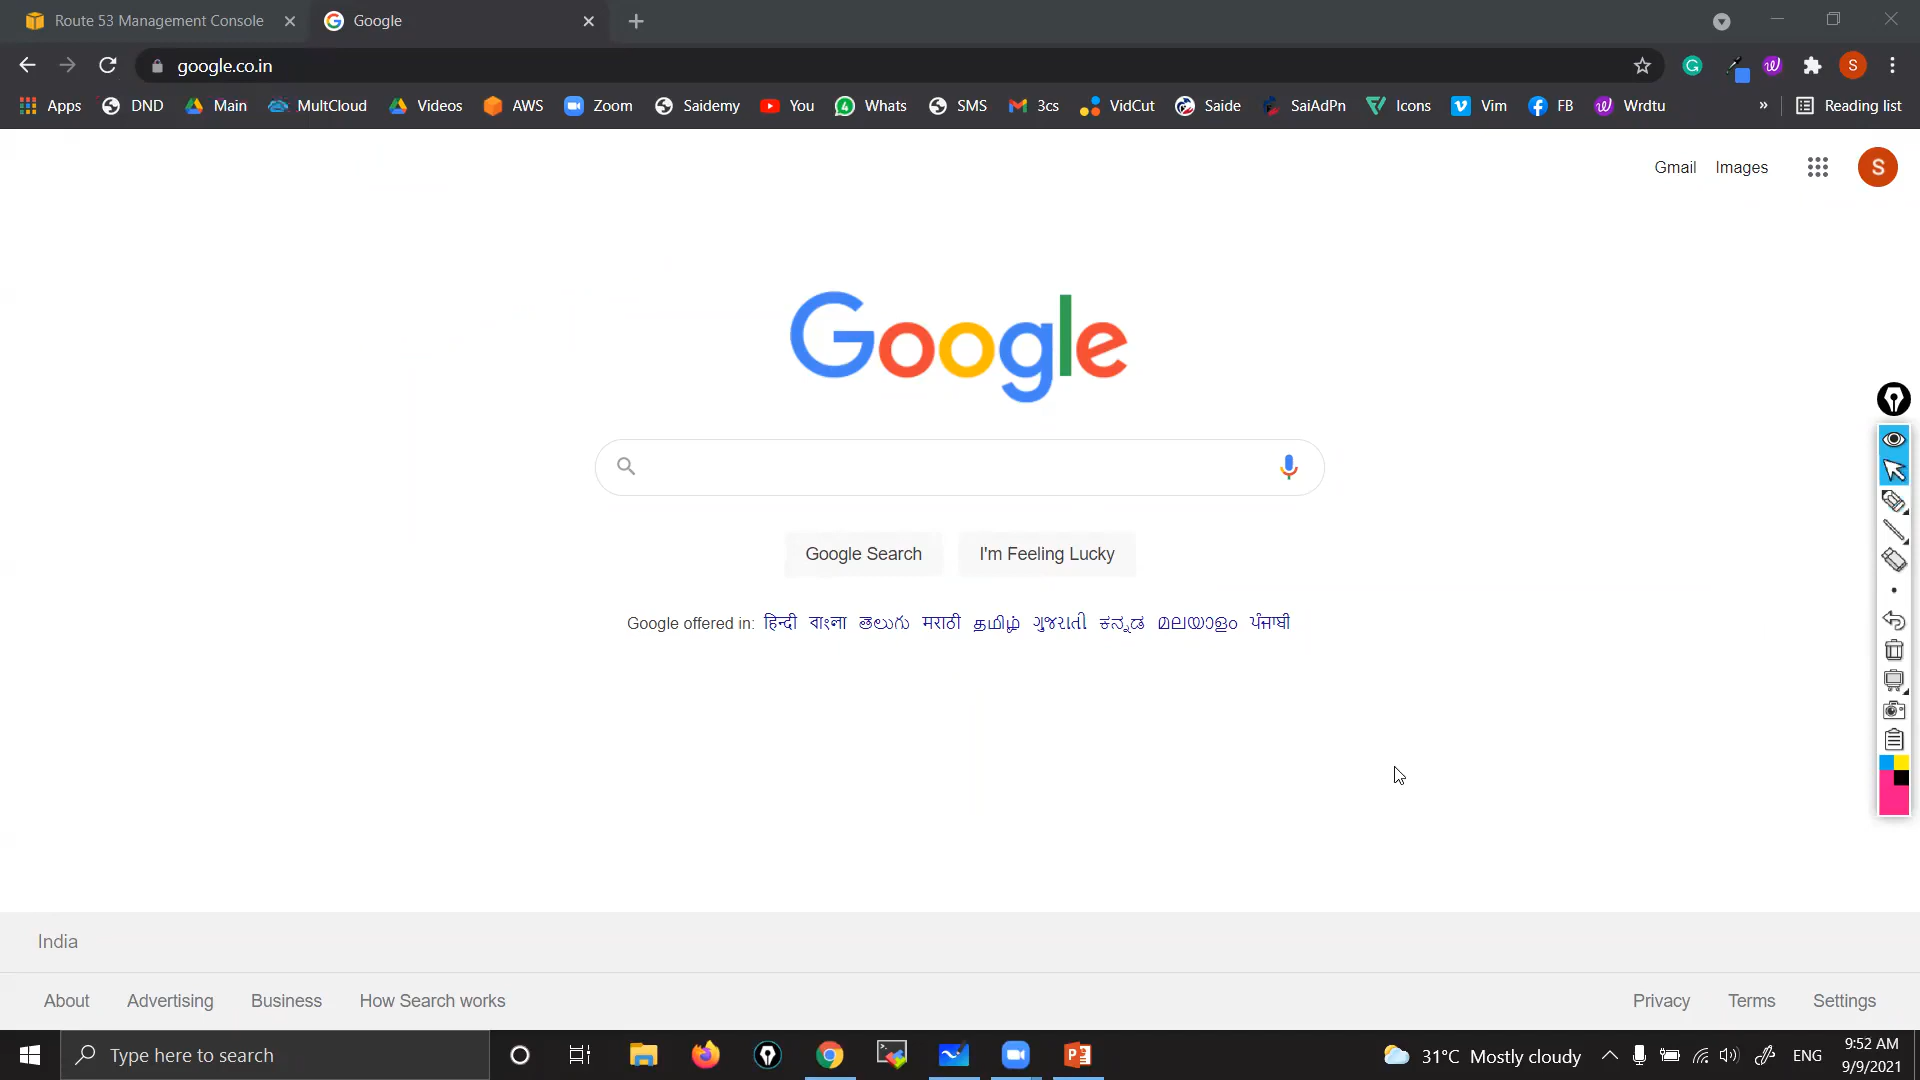 Route 53 Management Console
Google
google.co.in
S
Apps DND Main MultCloud Videos AWS Zoom Saidemy You Whats SMS 3cs VidCut Saide SaiAdPn Icons Vim FB Wrdtu » Reading list
Gmail Images S
Google
Google Search I'm Feeling Lucky
Google offered in: हिन्दी বাংলা తెలుగు मराठी தமிழ் ગુજરાતી ಕನ್ನಡ മലയാളം ਪੰਜਾਬੀ
India
About Advertising Business How Search works Privacy Terms Settings
Type here to search 31°C Mostly cloudy ENG 9:52 AM
9/9/2021